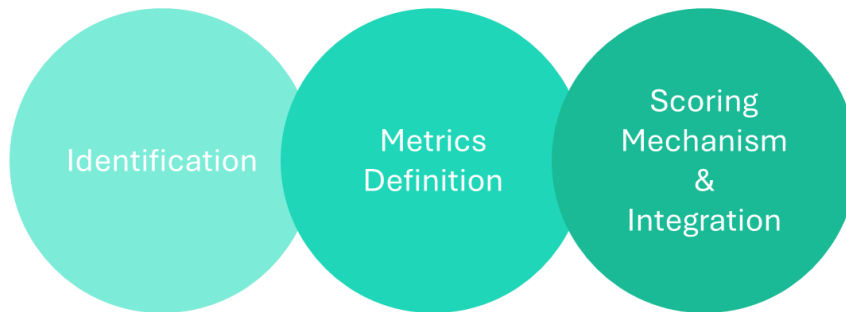 Identification
Metrics
Definition
Scoring
Mechanism
&
Integration